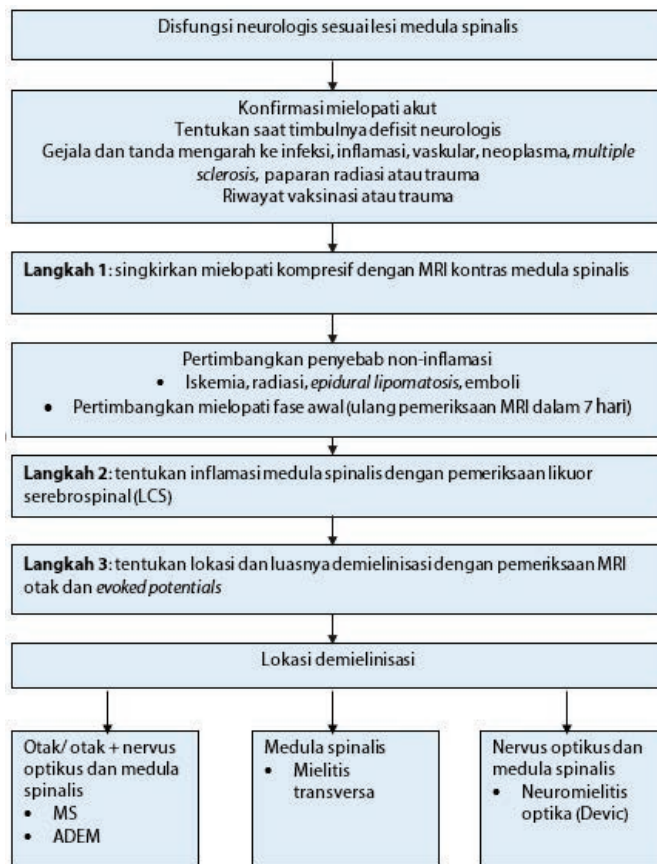 Disfungsi neurologis sesuai lesi medula spinalis
Konfirmasi mielopati akut
Tentukan saat timbulnya defisit neurologis
Gejala dan tanda mengarah ke infeksi, inflamasi, vaskular, neoplasma, multiple
sclerosis, paparan radiasi atau trauma
Riwayat vaksinasi atau trauma
Langkah 1: singkirkan mielopati kompresif dengan MRI kontras medula spinalis
Pertimbangkan penyebab non-inflamasi
• Iskemia, radiasi, epidural lipomatosis, emboli
• Pertimbangkan mielopati fase awal (ulang pemeriksaan MRI dalam 7 hari)
Langkah 2: tentukan inflamasi medula spinalis dengan pemeriksaan likuor
serebrospinal (LCS)
Langkah 3: tentukan lokasi dan luasnya demielinisasi dengan pemeriksaan MRI
otak dan evoked potentials
Lokasi demielinisasi
Otak/ otak + nervus
optikus dan medula
spinalis
• MS
• ADEM
Medula spinalis
• Mielitis
transversa
Nervus optikus dan
medula spinalis
• Neuromielitis
optika (Devic)